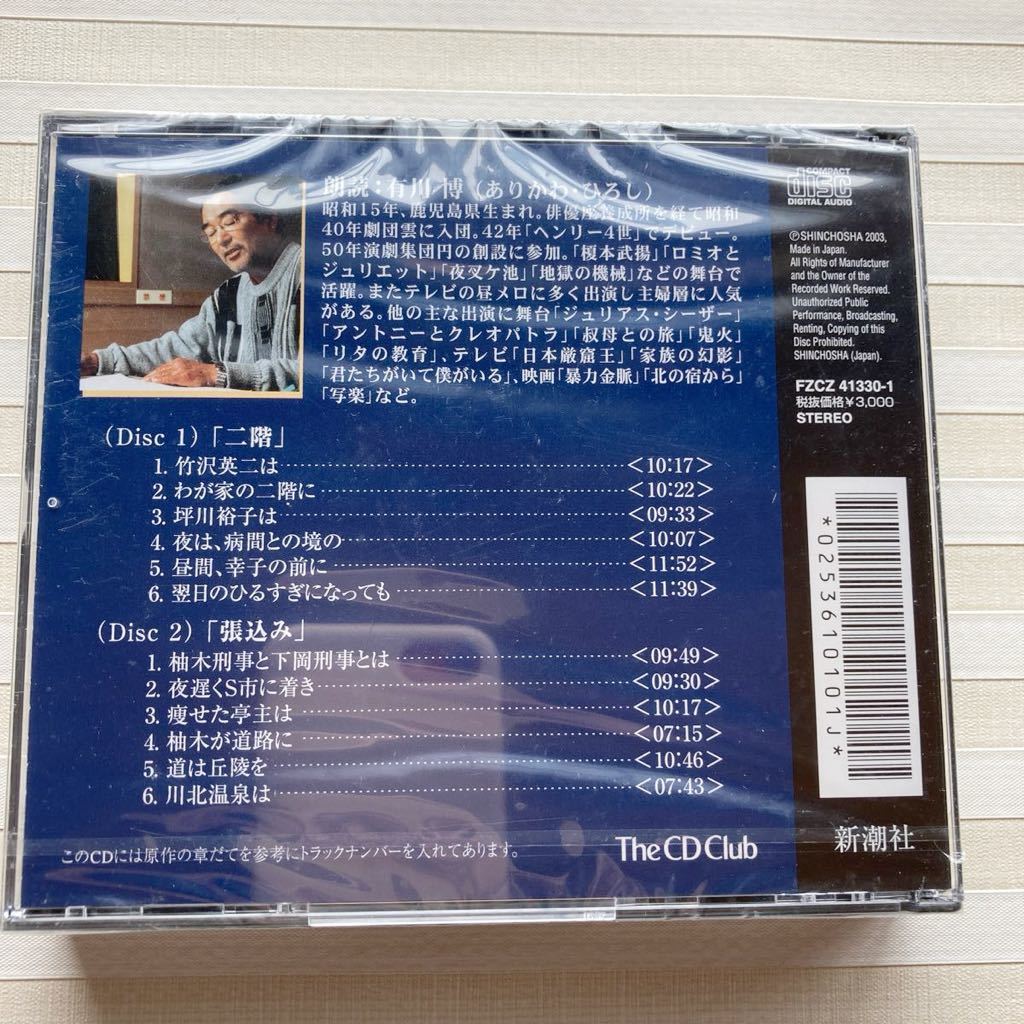 朗読：有川 博（ありかわ・ひろし）
昭和15年、鹿児島県生まれ。俳優座養成所を経て昭和
40年劇団雲に入団。42年「ヘンリー4世」でデビュー。
50年演劇集団円の創設に参加。「榎本武揚」「ロミオと
ジュリエット」「夜叉ケ池」「地獄の機械」などの舞台で
活躍。またテレビの昼メロに多く出演し主婦層に人気
がある。他の主な出演に舞台「ジュリアス・シーザー」
「アントニーとクレオパトラ」「叔母との旅」「鬼火」
「リタの教育」、テレビ「日本厳窟王」「家族の幻影」
「君たちがいて僕がいる」、映画「暴力金脈」「北の宿から」
「写楽」など。
（Disc 1）「二階」
1. 竹沢英二は <10:17>
2. わが家の二階に <10:22>
3. 坪川裕子は <09:33>
4. 夜は、病間との境の <10:07>
5. 昼間、幸子の前に <11:52>
6. 翌日のひるすぎになっても <11:39>
（Disc 2）「張込み」
1. 柚木刑事と下岡刑事とは <09:49>
2. 夜遅くS市に着き <09:30>
3. 痩せた亭主は <10:17>
4. 柚木が道路に <07:15>
5. 道は丘陵を <10:46>
6. 川北温泉は <07:43>
このCDには原作の章だてを参考にトラックナンバーを入れてあります。
The CD Club
COMPACT
disc
DIGITAL AUDIO
℗SHINCHOSHA 2003,
Made in Japan.
All Rights of Manufacturer
and the Owner of the
Recorded Work Reserved.
Unauthorized Public
Performance, Broadcasting,
Renting, Copying of this
Disc Prohibited.
SHINCHOSHA (Japan).
FZCZ 41330-1
税抜価格￥3,000
STEREO
*0253610101J*
新潮社